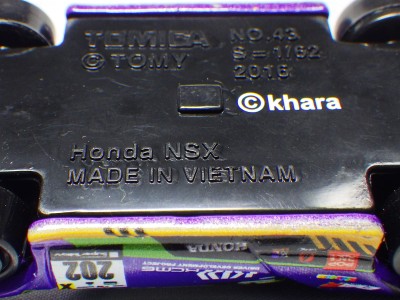 TOMICA NO.43
© TOMY S=1/62
2016
©khara
Honda NSX
MADE IN VIETNAM
HONDA
202